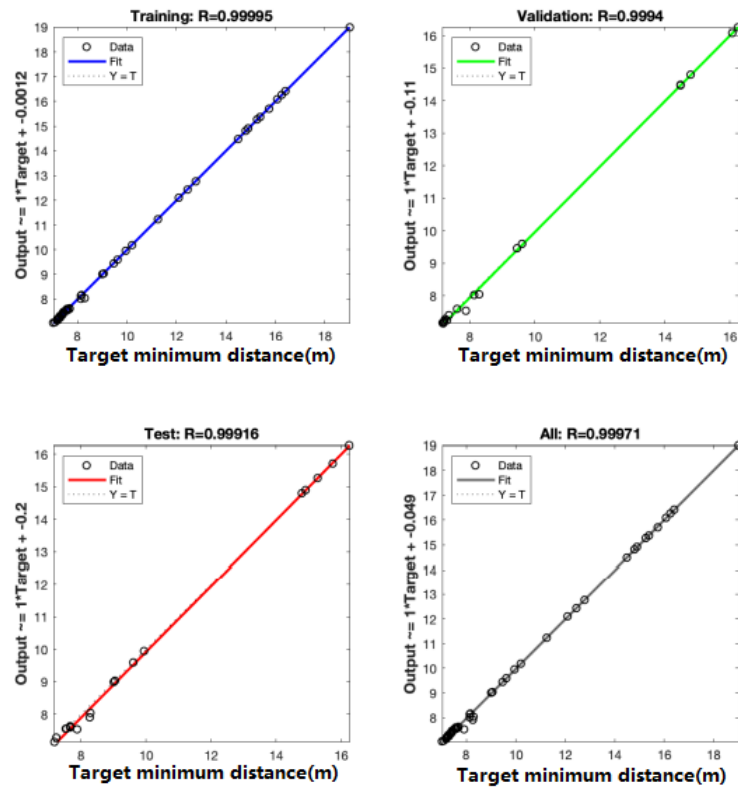 Training: R=0.99995
Output ~= 1*Target + -0.0012
19
18
17
16
15
14
13
12
11
10
9
8
Data
Fit
Y = T
8 10 12 14 16 18
Target minimum distance(m)
Validation: R=0.9994
Output ~= 1*Target + -0.11
16
15
14
13
12
11
10
9
8
Data
Fit
Y = T
8 10 12 14 16
Target minimum distance(m)
Test: R=0.99916
Output ~= 1*Target + -0.2
16
15
14
13
12
11
10
9
8
Data
Fit
Y = T
8 10 12 14 16
Target minimum distance(m)
All: R=0.99971
Output ~= 1*Target + -0.049
19
18
17
16
15
14
13
12
11
10
9
8
Data
Fit
Y = T
8 10 12 14 16 18
Target minimum distance(m)